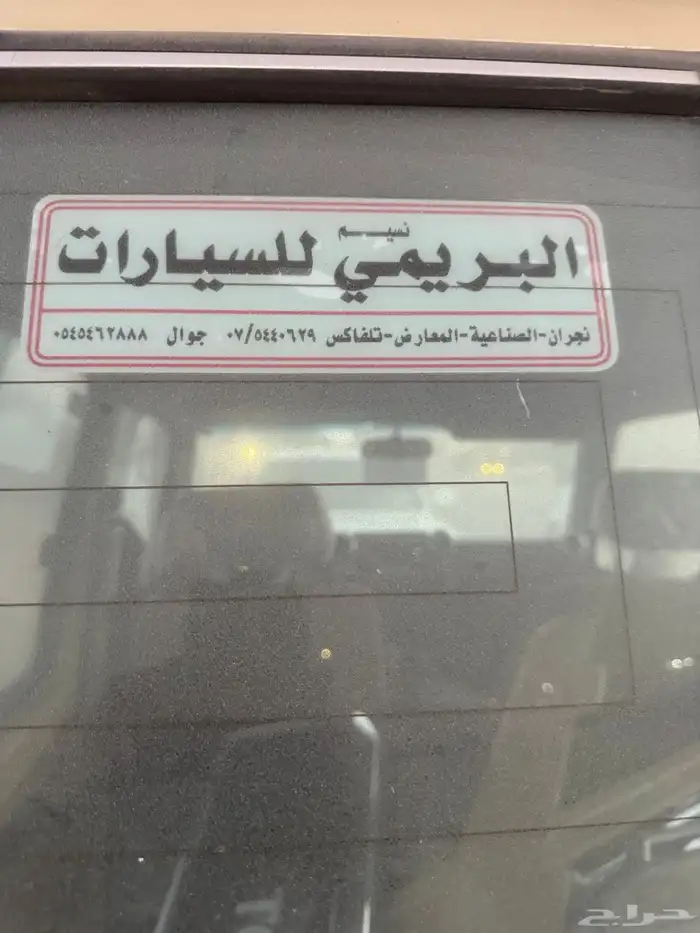 نسيم
البريمي للسيارات
نجران-الصناعية-المعارض-تلفاكس ٠٧/٥٤٤٠٦٢٩ جوال ٠٥٤٥٤٦٢٨٨٨
حراج